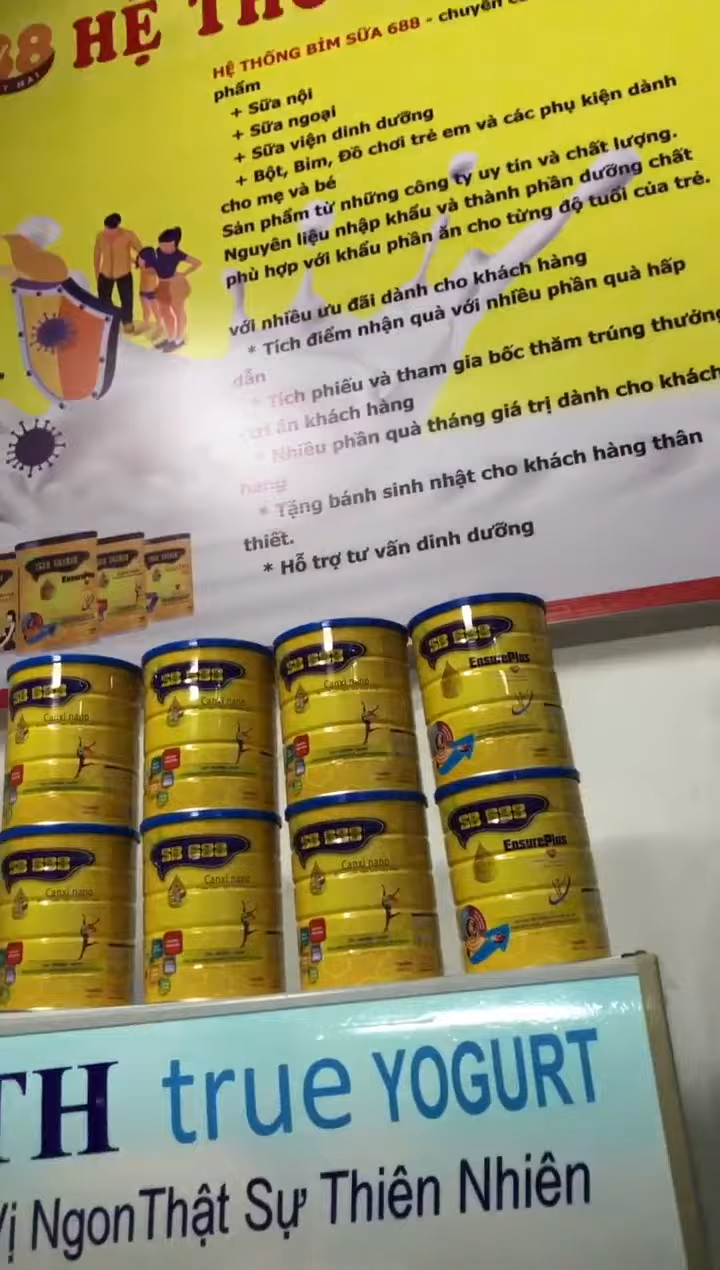 88 HỆ THỐ
HỆ THỐNG BỈM SỮA 688 - chuyên c
phẩm
+ Sữa nội
+ Sữa ngoại
+ Sữa viện dinh dưỡng
+ Bột, Bỉm, Đồ chơi trẻ em và các phụ kiện dành
cho mẹ và bé
Sản phẩm từ những công ty uy tín và chất lượng.
Nguyên liệu nhập khẩu và thành phần dưỡng chất
phù hợp với khẩu phần ăn cho từng độ tuổi của trẻ.
với nhiều ưu đãi dành cho khách hàng
* Tích điểm nhận quà với nhiều phần quà hấp
dẫn
* Tích phiếu và tham gia bốc thăm trúng thưởng
tri ân khách hàng
* Nhiều phần quà tháng giá trị dành cho khách
hàng
* Tặng bánh sinh nhật cho khách hàng thân
thiết.
* Hỗ trợ tư vấn dinh dưỡng
EnsurePlus
SB 688
Canxi nano
SB 688
Canxi nano
SB 688
Canxi nano
SB 688
EnsurePlus
SB 688
Canxi nano
SB 688
Canxi nano
SB 688
Canxi nano
SB 688
EnsurePlus
TH true YOGURT
Vị Ngon Thật Sự Thiên Nhiên